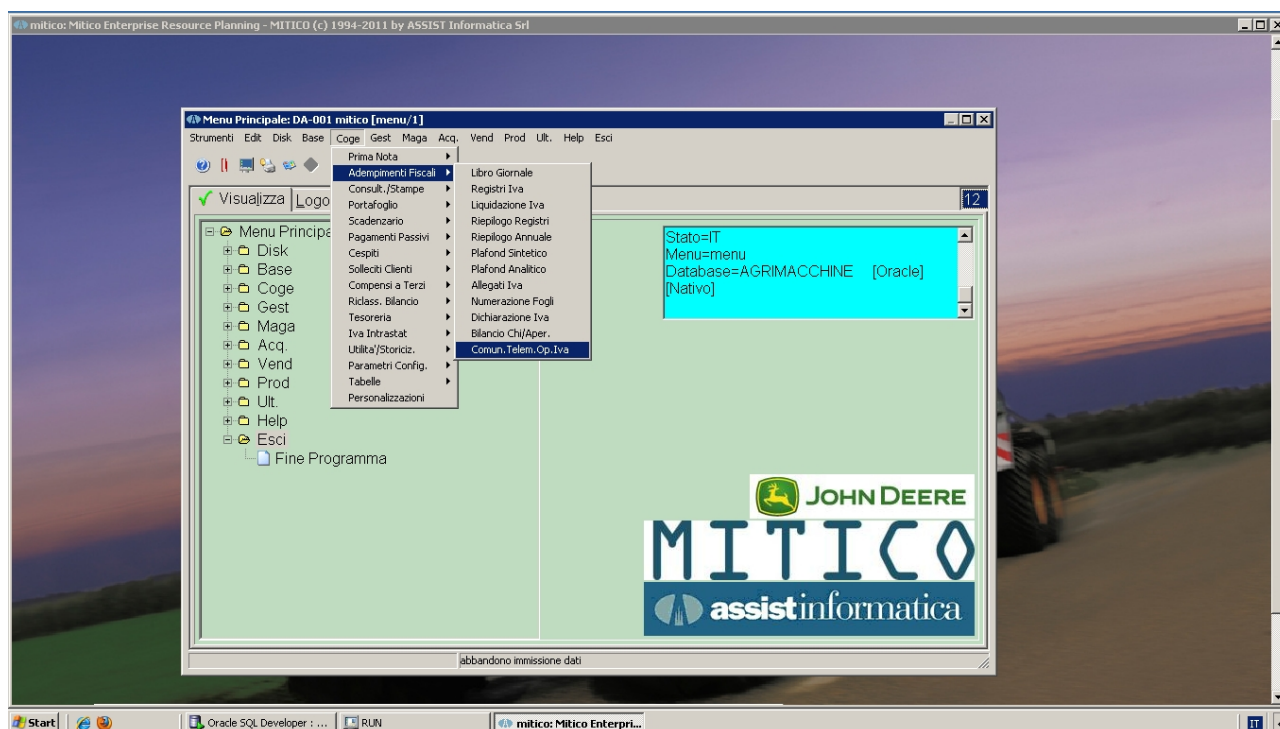 mitico: Mitico Enterprise Resource Planning - MITICO (c) 1994-2011 by ASSIST Informatica Srl
Menu Principale: DA-001 mitico [menu/1]
Strumenti Edit Disk Base Coge Gest Maga Acq. Vend Prod Ult. Help Esci
Prima Nota
Adempimenti Fiscali
Consult./Stampe
Portafoglio
Scadenzario
Pagamenti Passivi
Cespiti
Solleciti Clienti
Compensi a Terzi
Riclass. Bilancio
Tesoreria
Iva Intrastat
Utilita'/Storiciz.
Parametri Config.
Tabelle
Personalizzazioni
Libro Giornale
Registri Iva
Liquidazione Iva
Riepilogo Registri
Riepilogo Annuale
Plafond Sintetico
Plafond Analitico
Allegati Iva
Numerazione Fogli
Dichiarazione Iva
Bilancio Chi/Aper.
Comun.Telem.Op.Iva
Visualizza Logo
12
Menu Principa
Disk
Base
Coge
Gest
Maga
Acq.
Vend
Prod
Ult.
Help
Esci
Fine Programma
Stato=IT
Menu=menu
Database=AGRIMACCHINE [Oracle]
[Nativo]
JOHN DEERE
MITICO
assistinformatica
abbandono immissione dati
Start
Oracle SQL Developer : ...
RUN
mitico: Mitico Enterpri...
IT